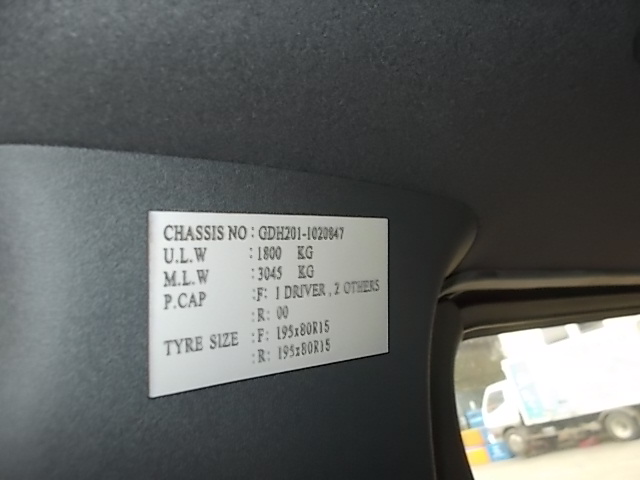 CHASSIS NO : GDH201-1020847
U.L.W : 1800 KG
M.L.W : 3045 KG
P.CAP :F: 1 DRIVER , 2 OTHERS
:R: 00
TYRE SIZE :F: 195x80R15
:R: 195x80R15